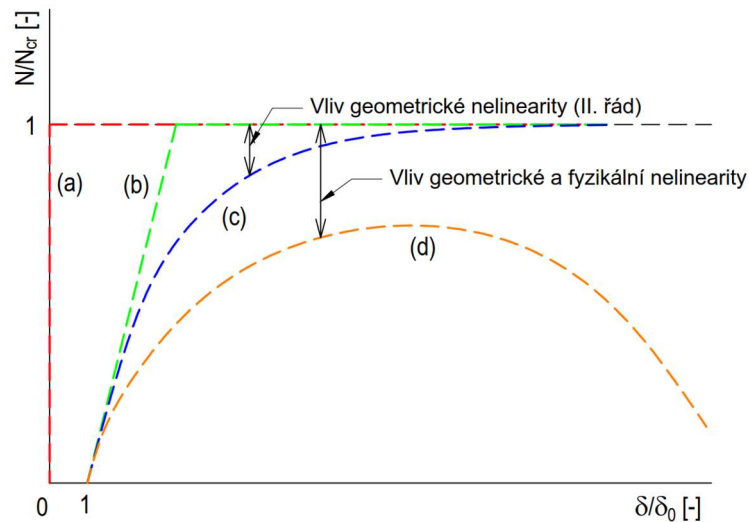 N/Ncr [-]
Vliv geometrické nelinearity (II. řád)
1
(a)
(b)
Vliv geometrické a fyzikální nelinearity
(c)
(d)
0
1
δ/δ0 [-]